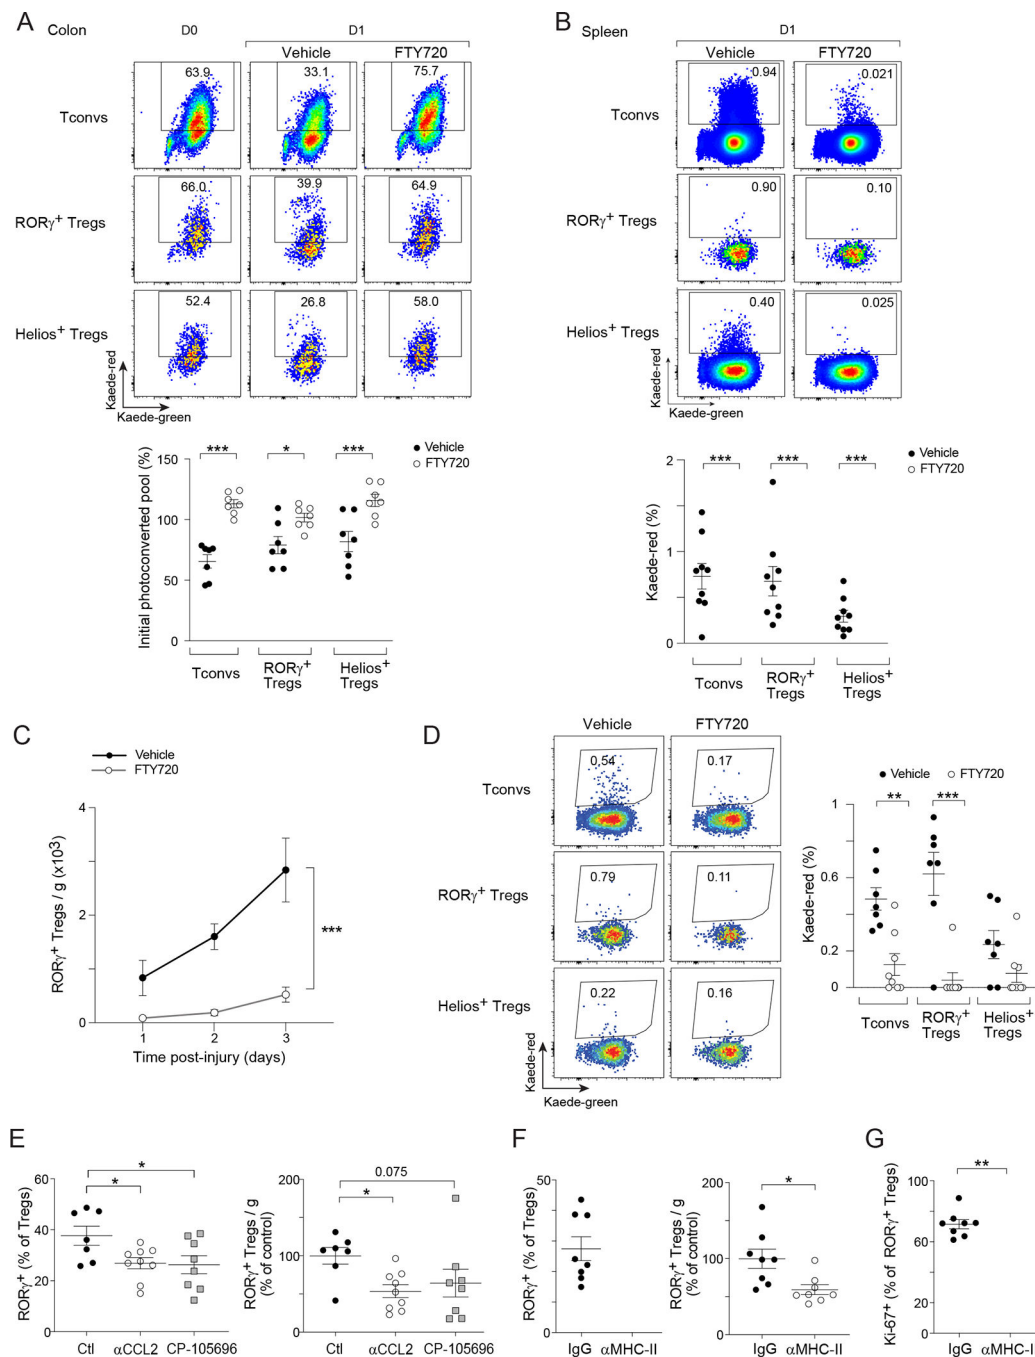 A
Colon
D0
D1
Vehicle
FTY720
Tconvs
63.9
33.1
75.7
RORγ+ Tregs
66.0
39.9
64.9
Helios+ Tregs
52.4
26.8
58.0
Kaede-red
Kaede-green
Vehicle
FTY720
Initial photoconverted pool (%)
150
100
50
0
***
*
***
Tconvs
RORγ+ Tregs
Helios+ Tregs
B
Spleen
D1
Vehicle
FTY720
Tconvs
0.94
0.021
RORγ+ Tregs
0.90
0.10
Helios+ Tregs
0.40
0.025
Kaede-red
Kaede-green
Vehicle
FTY720
Kaede-red (%)
2
1
0
***
***
***
Tconvs
RORγ+ Tregs
Helios+ Tregs
C
Vehicle
FTY720
RORγ+ Tregs / g (x103)
4
2
0
***
1
2
3
Time post-injury (days)
D
Vehicle
FTY720
Tconvs
0.54
0.17
RORγ+ Tregs
0.79
0.11
Helios+ Tregs
0.22
0.16
Kaede-red
Kaede-green
Vehicle
FTY720
Kaede-red (%)
1
0.6
0.2
0
**
***
Tconvs
RORγ+ Tregs
Helios+ Tregs
E
RORγ+ (% of Tregs)
60
40
20
0
*
*
Ctl
αCCL2
CP-105696
RORγ+ Tregs / g
(% of control)
200
100
0
0.075
*
Ctl
αCCL2
CP-105696
F
RORγ+ (% of Tregs)
50
0
IgG
αMHC-II
RORγ+ Tregs / g
(% of control)
200
100
0
*
IgG
αMHC-II
G
Ki-67+ (% of RORγ+ Tregs)
100
50
0
**
IgG
αMHC-I